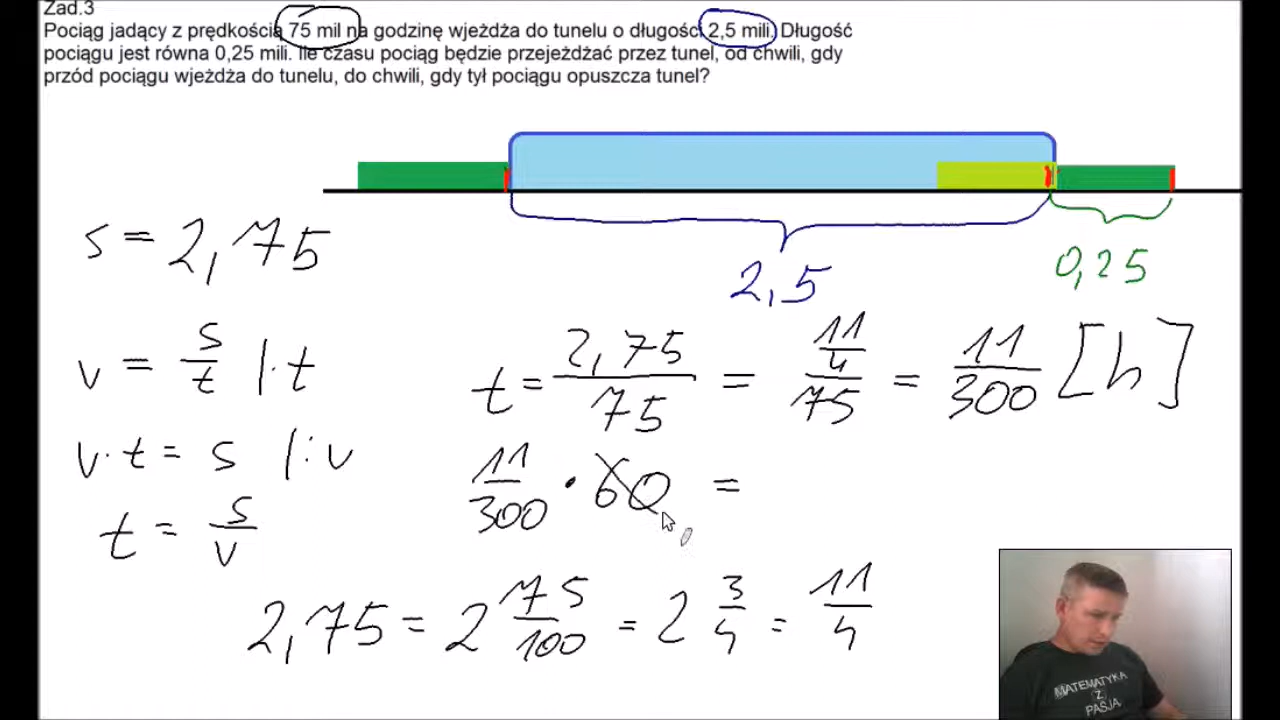 Zad.3
Pociąg jadący z prędkością 75 mil na godzinę wjeżdża do tunelu o długości 2,5 mili. Długość
pociągu jest równa 0,25 mili. Ile czasu pociąg będzie przejeżdżać przez tunel, od chwili, gdy
przód pociągu wjeżdża do tunelu, do chwili, gdy tył pociągu opuszcza tunel?
s = 2,75
2,5
0,25
v = s/t |·t
t = 2,75/75 = 11/4/75 = 11/300 [h]
v·t = s |:v
11/300 · 60 =
t = s/v
2,75 = 2 75/100 = 2 3/4 = 11/4
MATEMATYKA
Z
PASJĄ